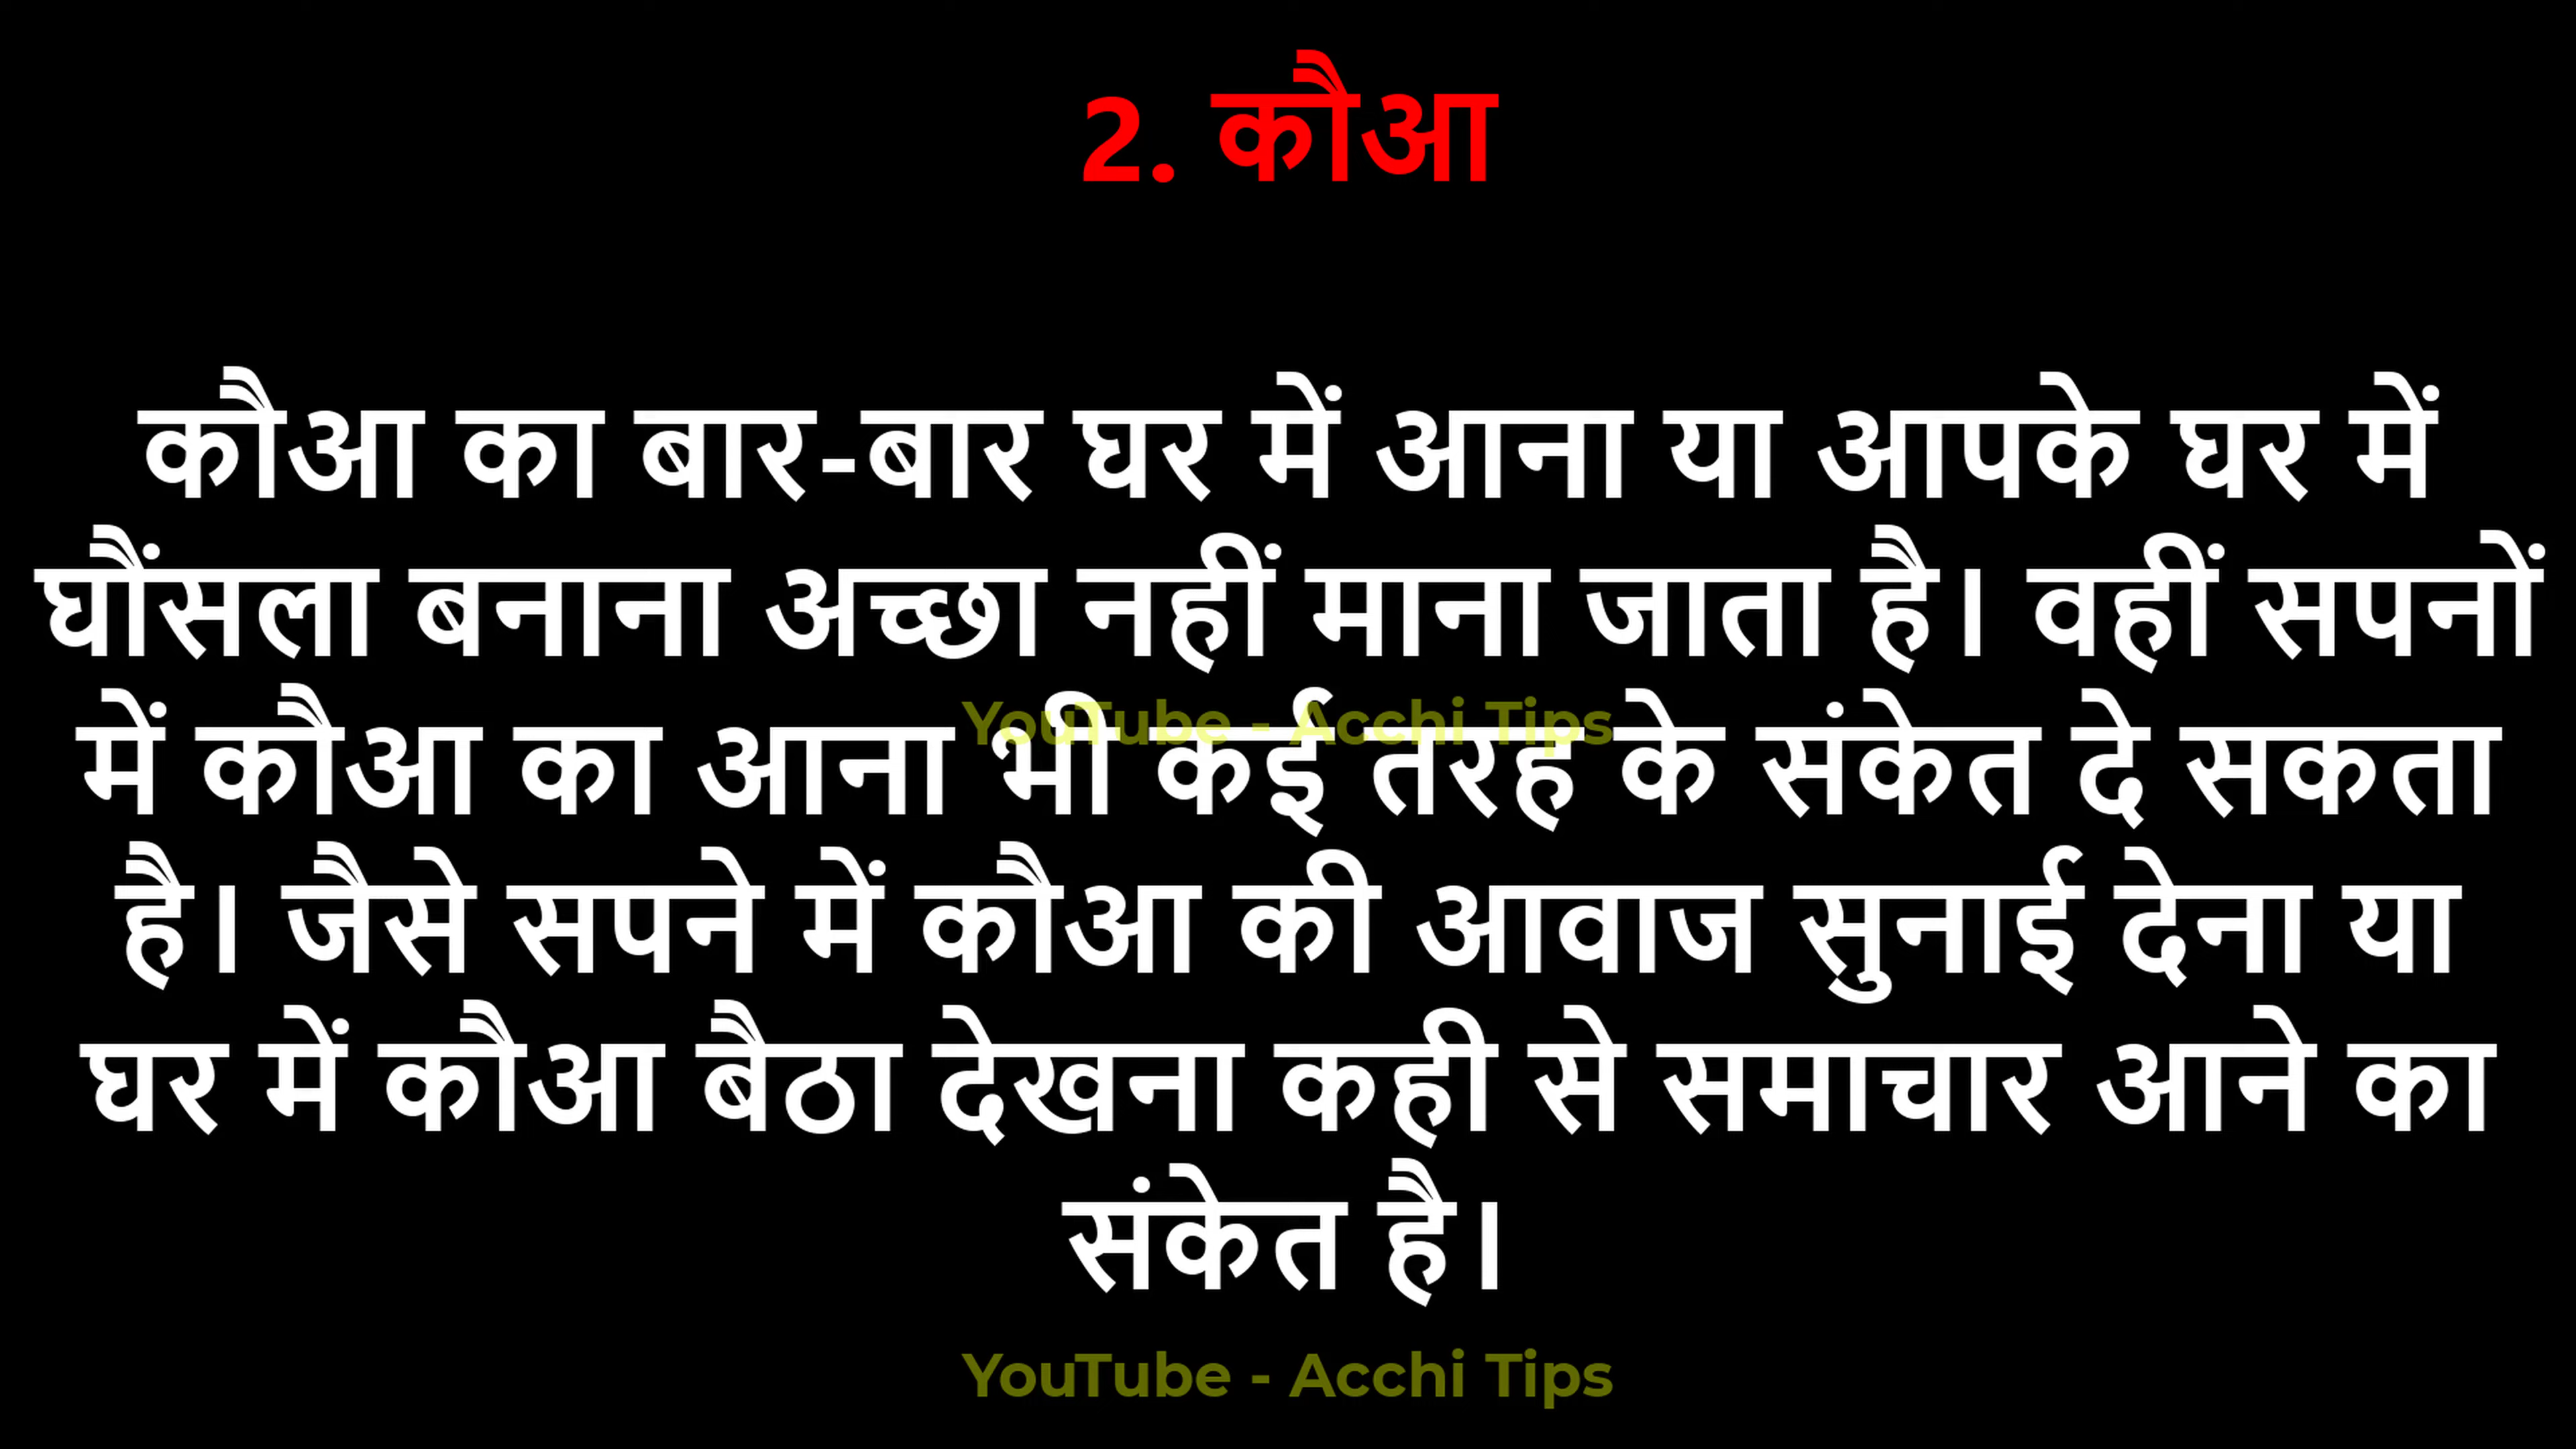 2. कौआ
कौआ का बार-बार घर में आना या आपके घर में
घौंसला बनाना अच्छा नहीं माना जाता है। वहीं सपनों
में कौआ का आना भी कई तरह के संकेत दे सकता
YouTube - Acchi Tips
है। जैसे सपने में कौआ की आवाज सुनाई देना या
घर में कौआ बैठा देखना कही से समाचार आने का
संकेत है।
YouTube - Acchi Tips